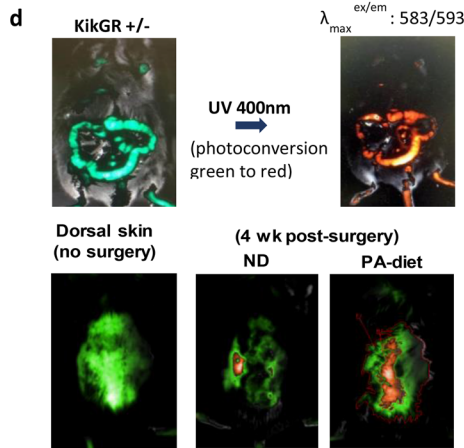 d
KikGR +/-
λmax ex/em : 583/593
UV 400nm
(photoconversion
green to red)
Dorsal skin
(no surgery)
(4 wk post-surgery)
ND
PA-diet